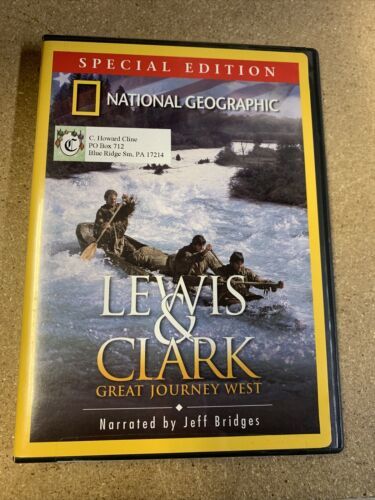 SPECIAL EDITION
NATIONAL GEOGRAPHIC
C
C. Howard Cline
PO Box 712
Blue Ridge Sm, PA 17214
LEWIS
&
CLARK
GREAT JOURNEY WEST
Narrated by Jeff Bridges